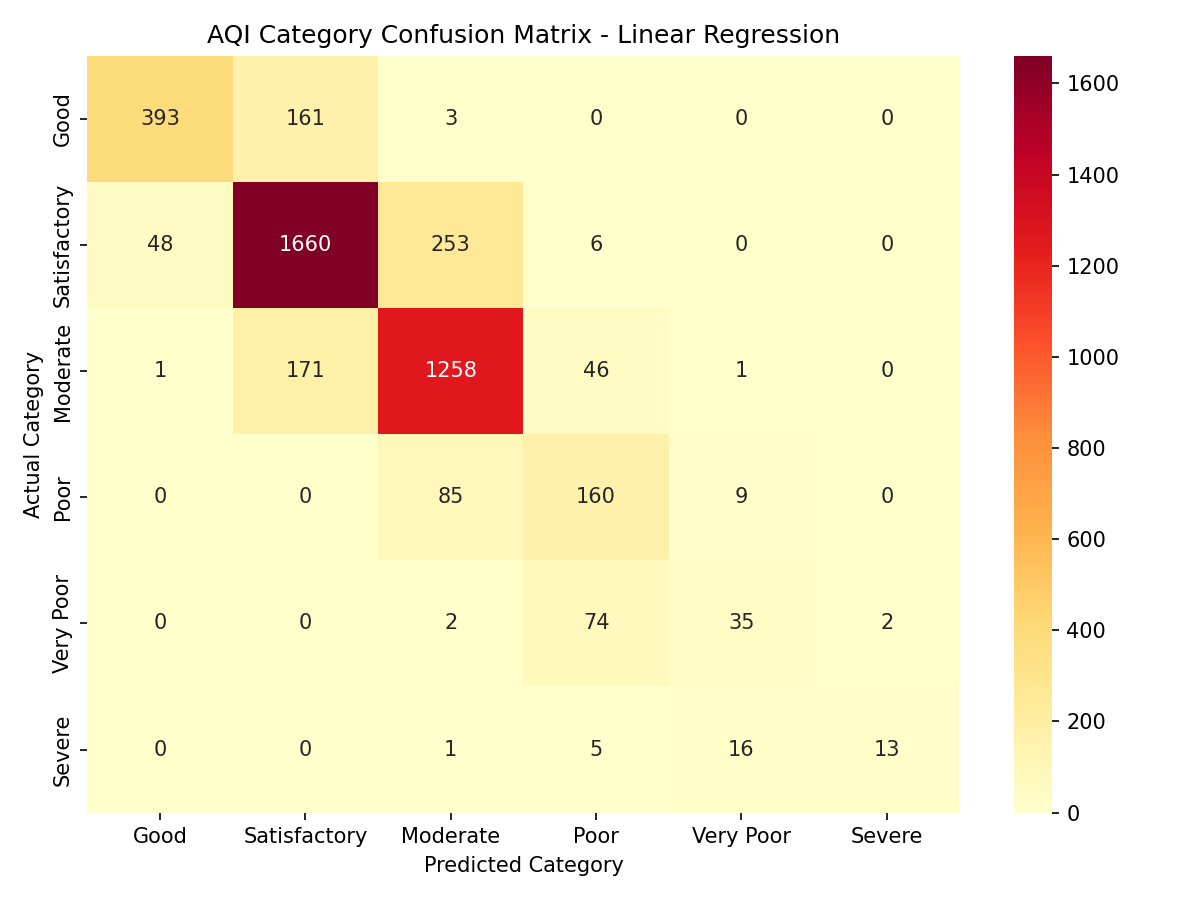 AQI Category Confusion Matrix - Linear Regression
Actual Category
Good
393 161 3 0 0 0
Satisfactory
48 1660 253 6 0 0
Moderate
1 171 1258 46 1 0
Poor
0 0 85 160 9 0
Very Poor
0 0 2 74 35 2
Severe
0 0 1 5 16 13
Good Satisfactory Moderate Poor Very Poor Severe
Predicted Category
1600
1400
1200
1000
800
600
400
200
0